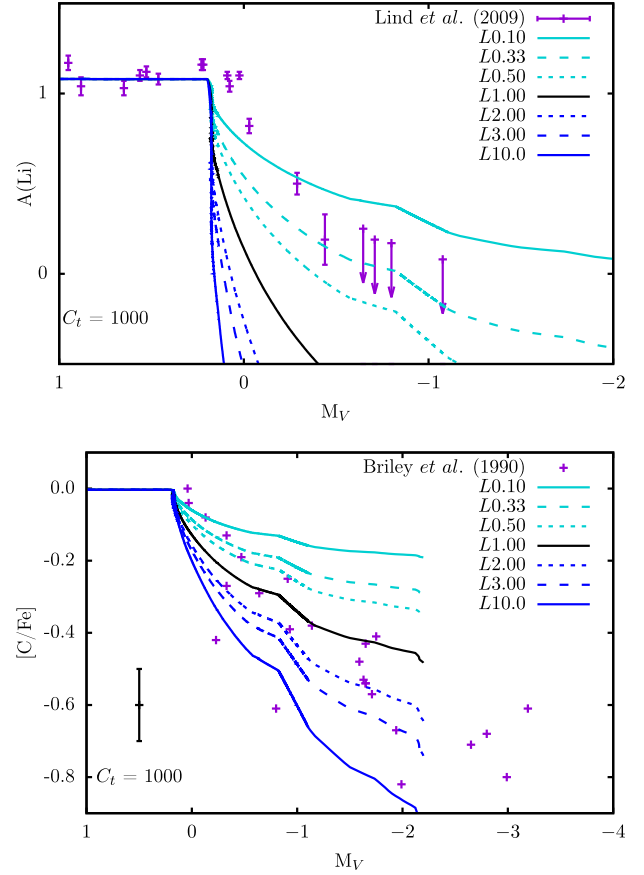 Lind et al. (2009)
L0.10
L0.33
L0.50
L1.00
L2.00
L3.00
L10.0
1
0
A(Li)
C_t = 1000
1 0 −1 −2
M_V
Briley et al. (1990)
L0.10
L0.33
L0.50
L1.00
L2.00
L3.00
L10.0
0.0
-0.2
-0.4
-0.6
-0.8
[C/Fe]
C_t = 1000
1 0 −1 −2 −3 −4
M_V